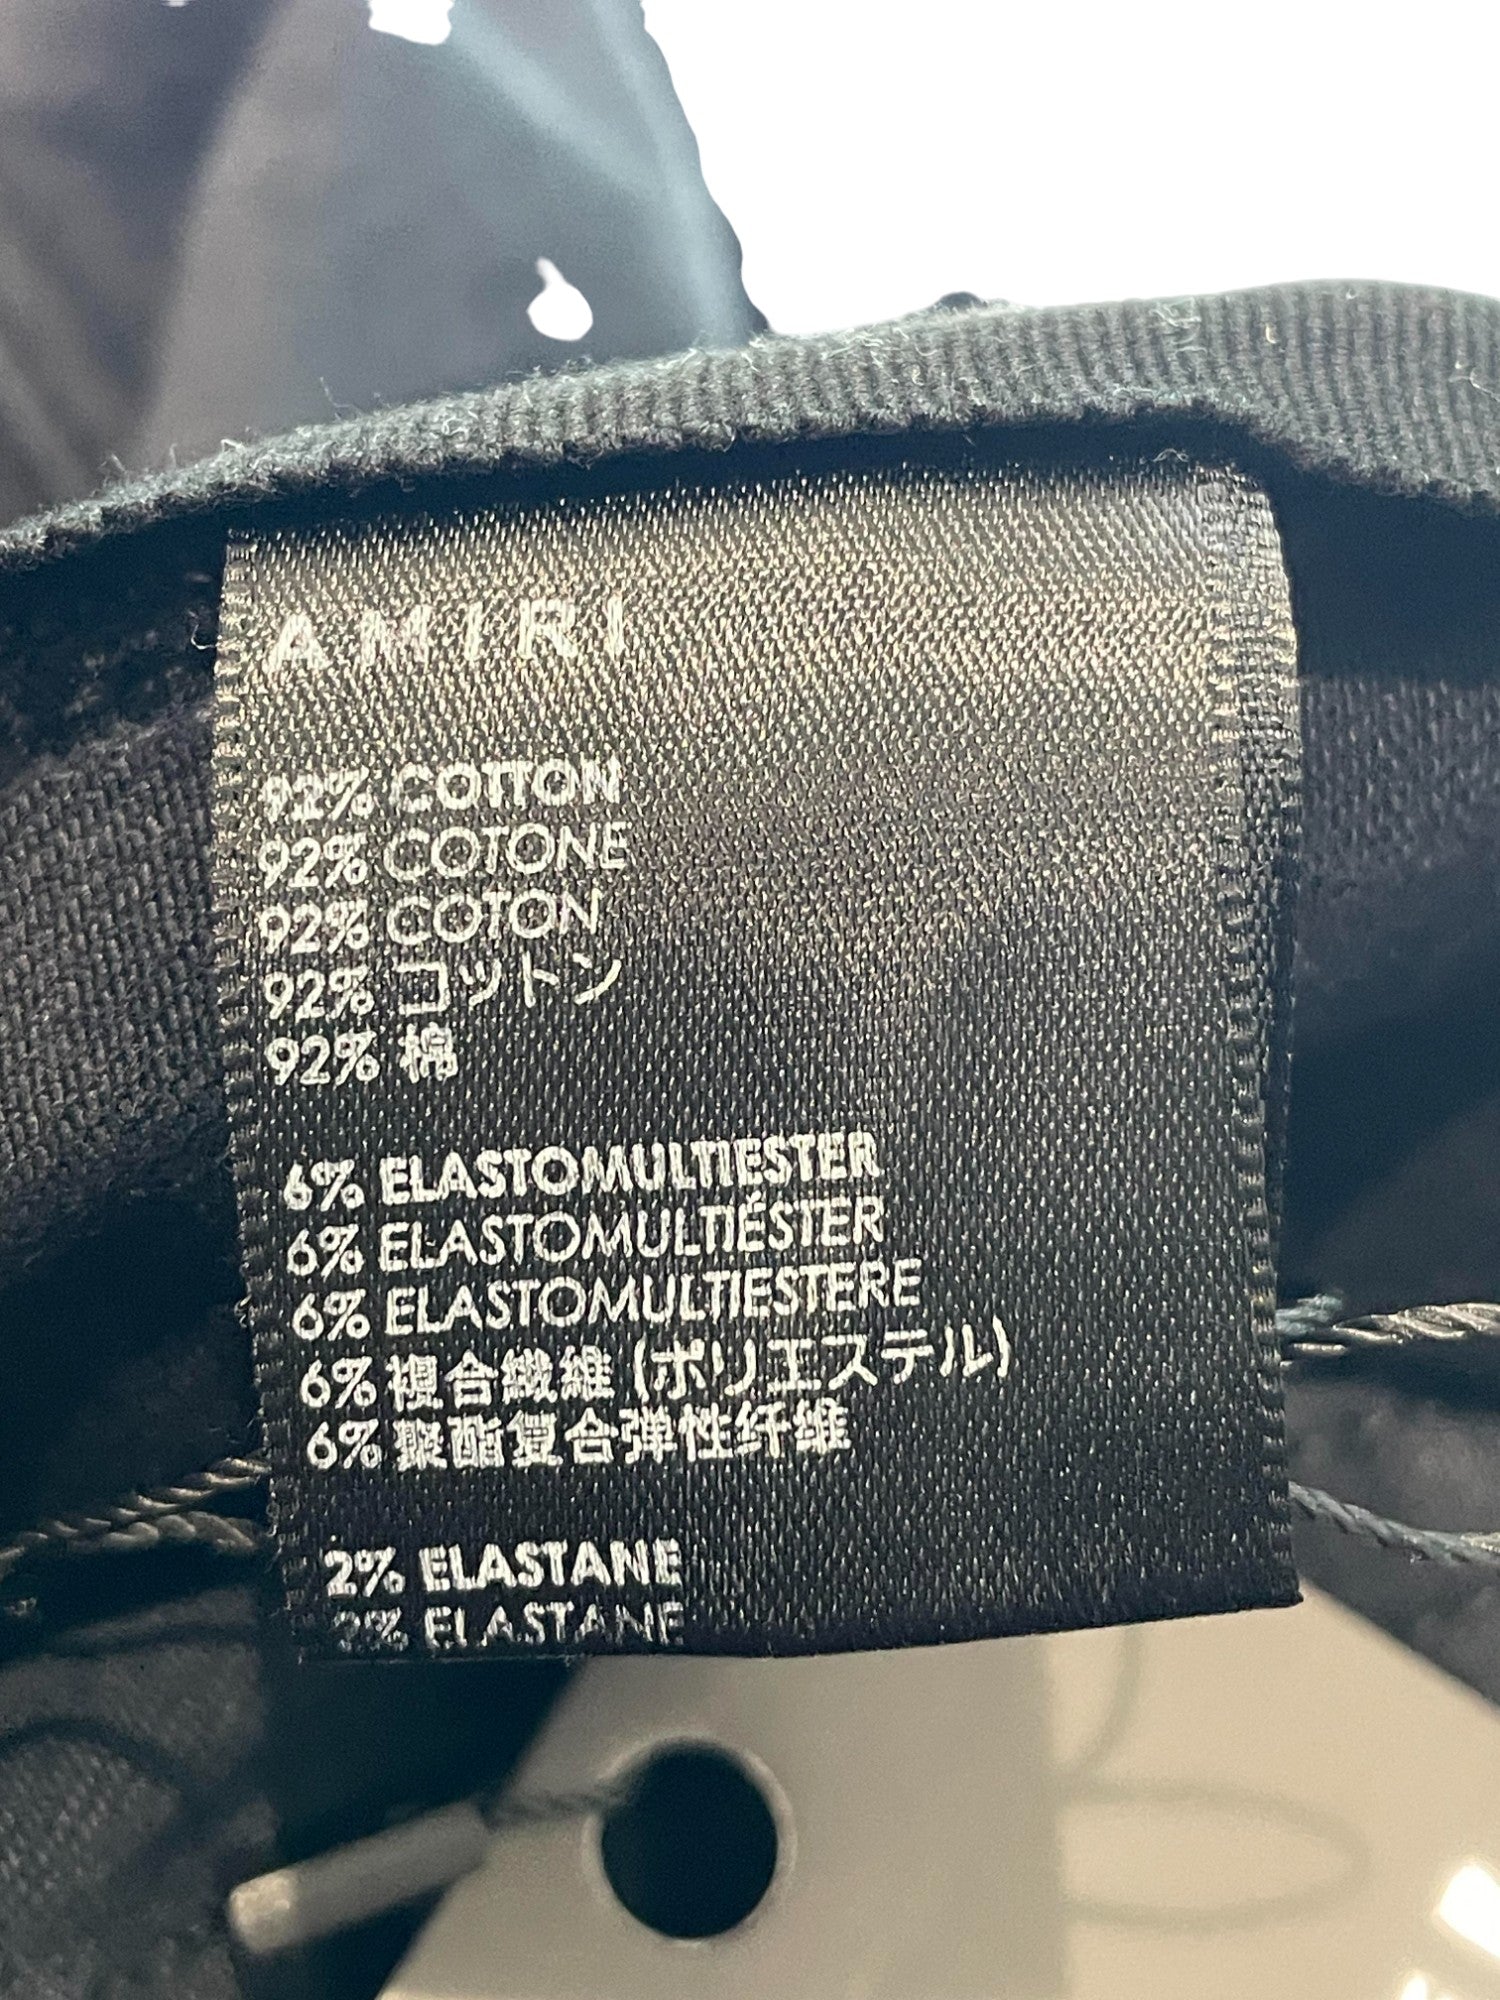 AMIRI
92% COTTON
92% COTONE
92% COTON
92% コットン
92% 棉
6% ELASTOMULTIESTER
6% ELASTOMULTIÉSTER
6% ELASTOMULTIESTERE
6% 複合繊維 (ポリエステル)
6% 聚酯复合弹性纤维
2% ELASTANE
2% ELASTANE